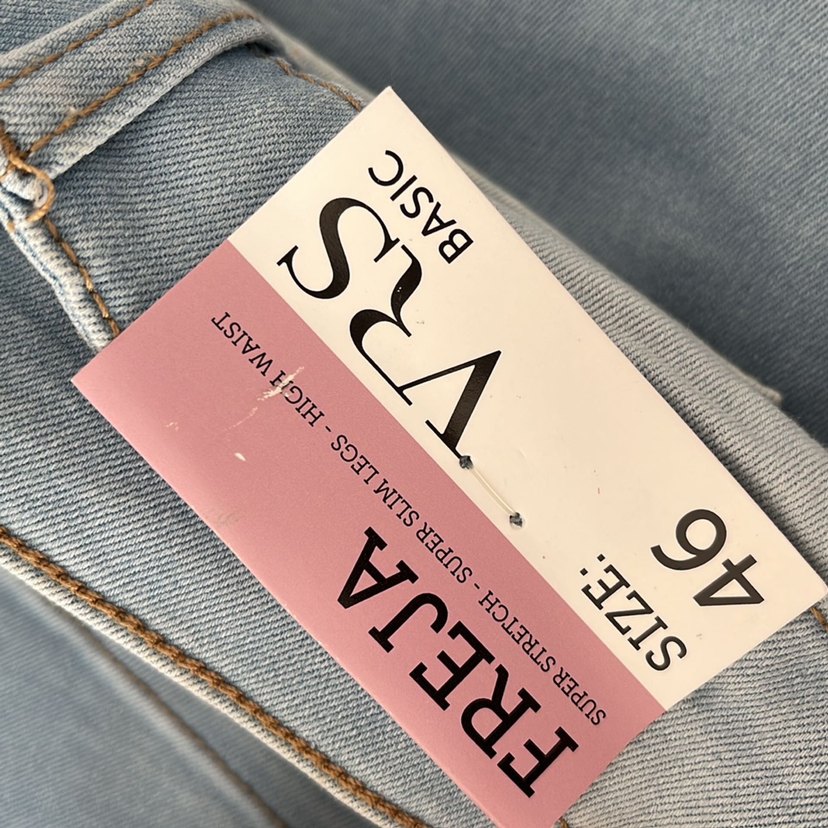 VRS
BASIC
SIZE:
46
FREJA
SUPER STRETCH - SUPER SLIM LEGS - HIGH WAIST